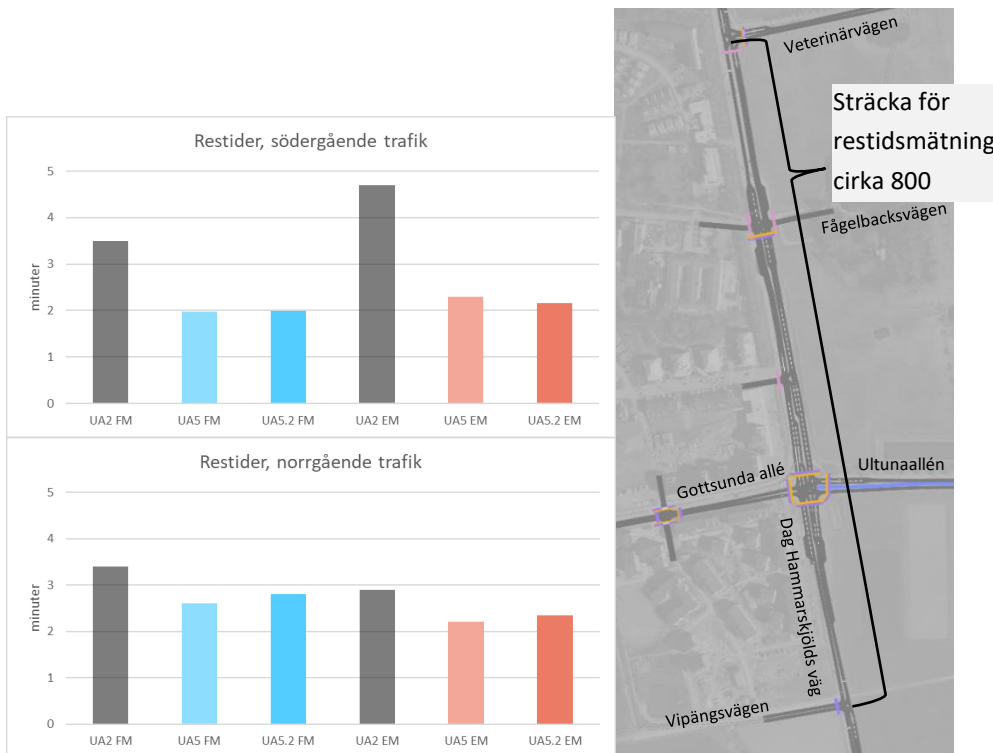 Restider, södergående trafik
5
4
3
2
1
0
minuter
UA2 FM UA5 FM UA5.2 FM UA2 EM UA5 EM UA5.2 EM
Restider, norrgående trafik
5
4
3
2
1
0
minuter
UA2 FM UA5 FM UA5.2 FM UA2 EM UA5 EM UA5.2 EM
Veterinärvägen
Sträcka för
restidsmätning
cirka 800
Fågelbacksvägen
Gottsunda allé
Ultunaallén
Dag Hammarskjölds väg
Vipängsvägen